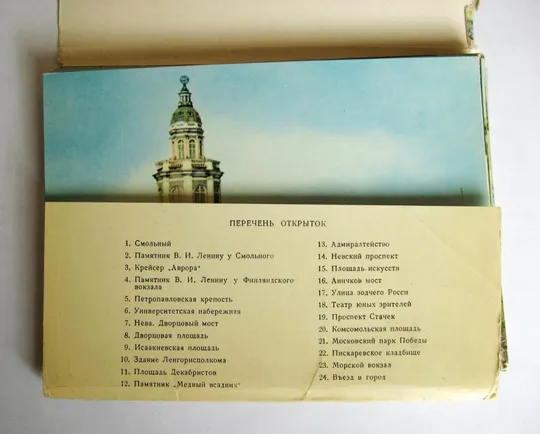 ПЕРЕЧЕНЬ ОТКРЫТОК
1. Смольный
2. Памятник В. И. Ленину у Смольного
3. Крейсер „Аврора"
4. Памятник В. И. Ленину у Финляндского
вокзала
5. Петропавловская крепость
6. Университетская набережная
7. Нева. Дворцовый мост
8. Дворцовая площадь
9. Исаакиевская площадь
10. Здание Ленгорисполкома
11. Площадь Декабристов
12. Памятник „Медный всадник"
13. Адмиралтейство
14. Невский проспект
15. Площадь искусств
16. Аничков мост
17. Улица зодчего Росси
18. Театр юных зрителей
19. Проспект Стачек
20. Комсомольская площадь
21. Московский парк Победы
22. Пискаревское кладбище
23. Морской вокзал
24. Въезд в город